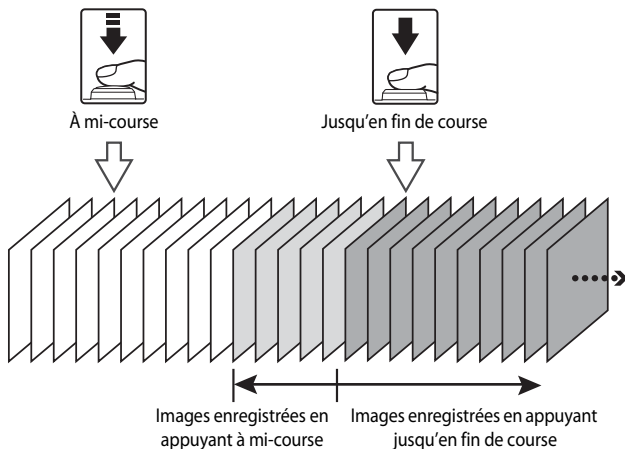 À mi-course
Jusqu'en fin de course
Images enregistrées en
appuyant à mi-course
Images enregistrées en appuyant
jusqu'en fin de course